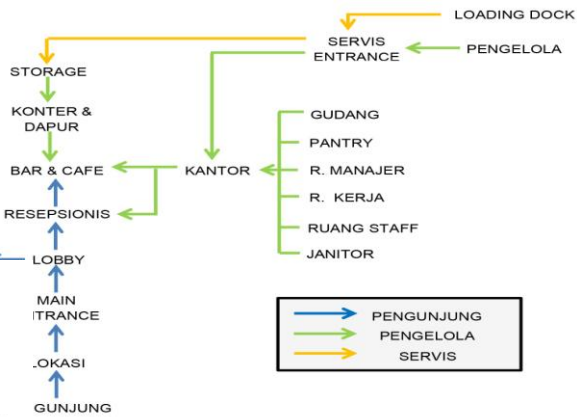 LOADING DOCK
SERVIS
ENTRANCE
PENGELOLA
STORAGE
KONTER &
DAPUR
GUDANG
PANTRY
BAR & CAFE
KANTOR
R. MANAJER
R. KERJA
RESEPSIONIS
RUANG STAFF
JANITOR
LOBBY
MAIN
NTRANCE
LOKASI
GUNJUNG
PENGUNJUNG
PENGELOLA
SERVIS